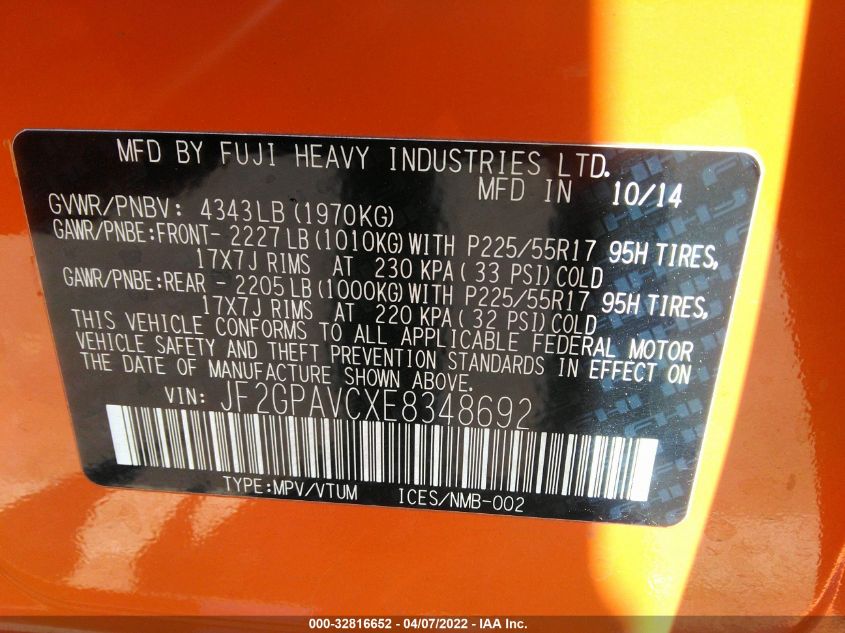 MFD BY FUJI HEAVY INDUSTRIES LTD.
MFD IN 10/14
GVWR/PNBV: 4343LB (1970KG)
GAWR/PNBE:FRONT- 2227LB (1010KG) WITH P225/55R17 95H TIRES,
17X7J RIMS AT 230 KPA( 33 PSI) COLD
GAWR/PNBE:REAR - 2205LB (1000KG) WITH P225/55R17 95H TIRES,
17X7J RIMS AT 220 KPA( 32 PSI) COLD
THIS VEHICLE CONFORMS TO ALL APPLICABLE FEDERAL MOTOR
VEHICLE SAFETY AND THEFT PREVENTION STANDARDS IN EFFECT ON
THE DATE OF MANUFACTURE SHOWN ABOVE.
VIN: JF2GPAVCXE8348692
TYPE:MPV/VTUM ICES/NMB-002
000-32816652 04/07/2022 - IAA Inc.